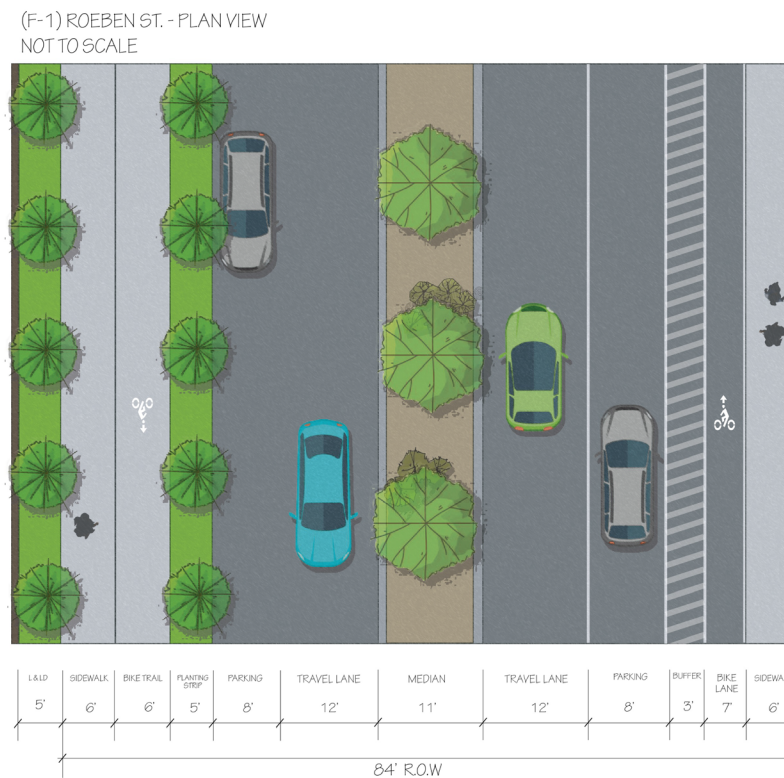 (F-1) ROEBEN ST. - PLAN VIEW
NOT TO SCALE
L&LD SIDEWALK BIKE TRAIL PLANTING STRIP PARKING TRAVEL LANE MEDIAN TRAVEL LANE PARKING BUFFER BIKE LANE SIDEWA
5' 6' 6' 5' 8' 12' 11' 12' 8' 3' 7' 6'
84' R.O.W